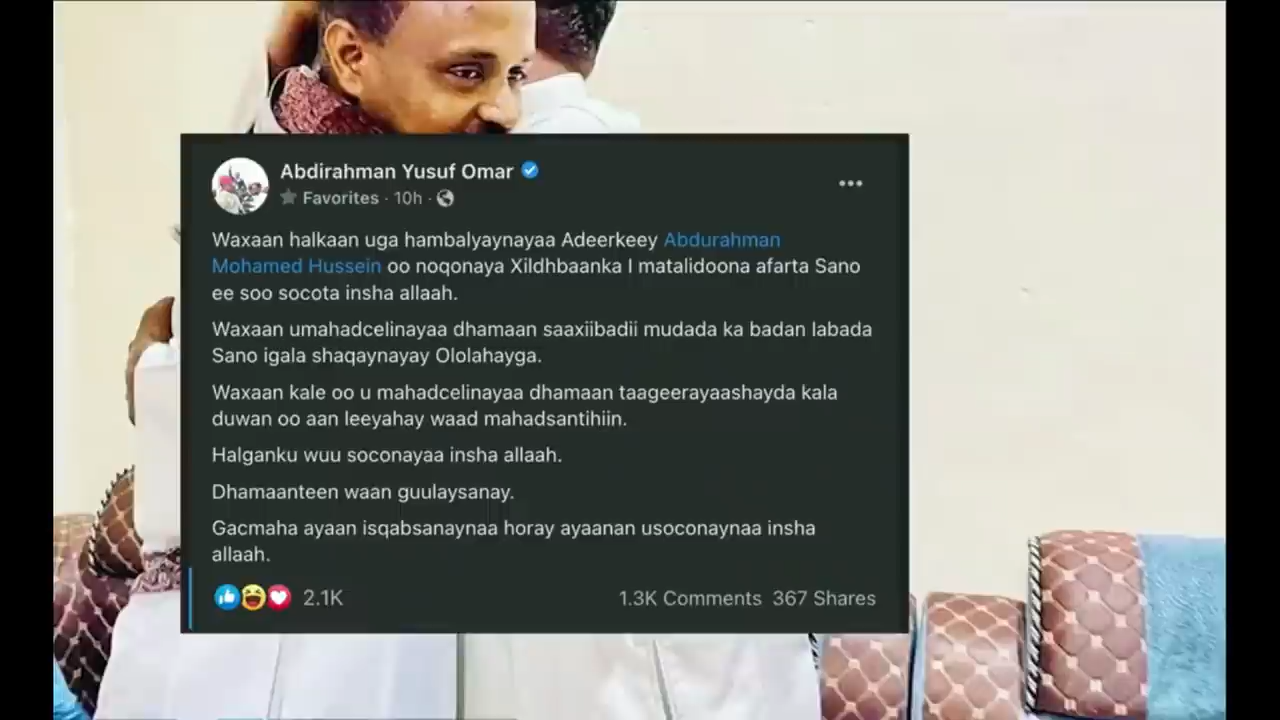 Abdirahman Yusuf Omar
Favorites · 10h ·
Waxaan halkaan uga hambalyaynayaa Adeerkeey Abdurahman
Mohamed Hussein oo noqonaya Xildhbaanka I matalidoona afarta Sano
ee soo socota insha allaah.
Waxaan umahadcelinayaa dhamaan saaxiibadii mudada ka badan labada
Sano igala shaqaynayay Ololahayga.
Waxaan kale oo u mahadcelinayaa dhamaan taageerayaashayda kala
duwan oo aan leeyahay waad mahadsantihiin.
Halganku wuu soconayaa insha allaah.
Dhamaanteen waan guulaysanay.
Gacmaha ayaan isqabsanaynaa horay ayaanan usoconaynaa insha
allaah.
2.1K 1.3K Comments 367 Shares